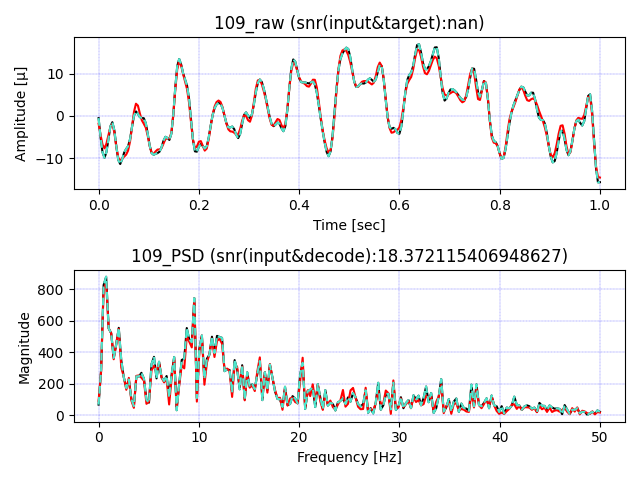 109_raw (snr(input&target):nan)
Amplitude [µ]
10
0
−10
0.0 0.2 0.4 0.6 0.8 1.0
Time [sec]
109_PSD (snr(input&decode):18.372115406948627)
Magnitude
800
600
400
200
0
0 10 20 30 40 50
Frequency [Hz]